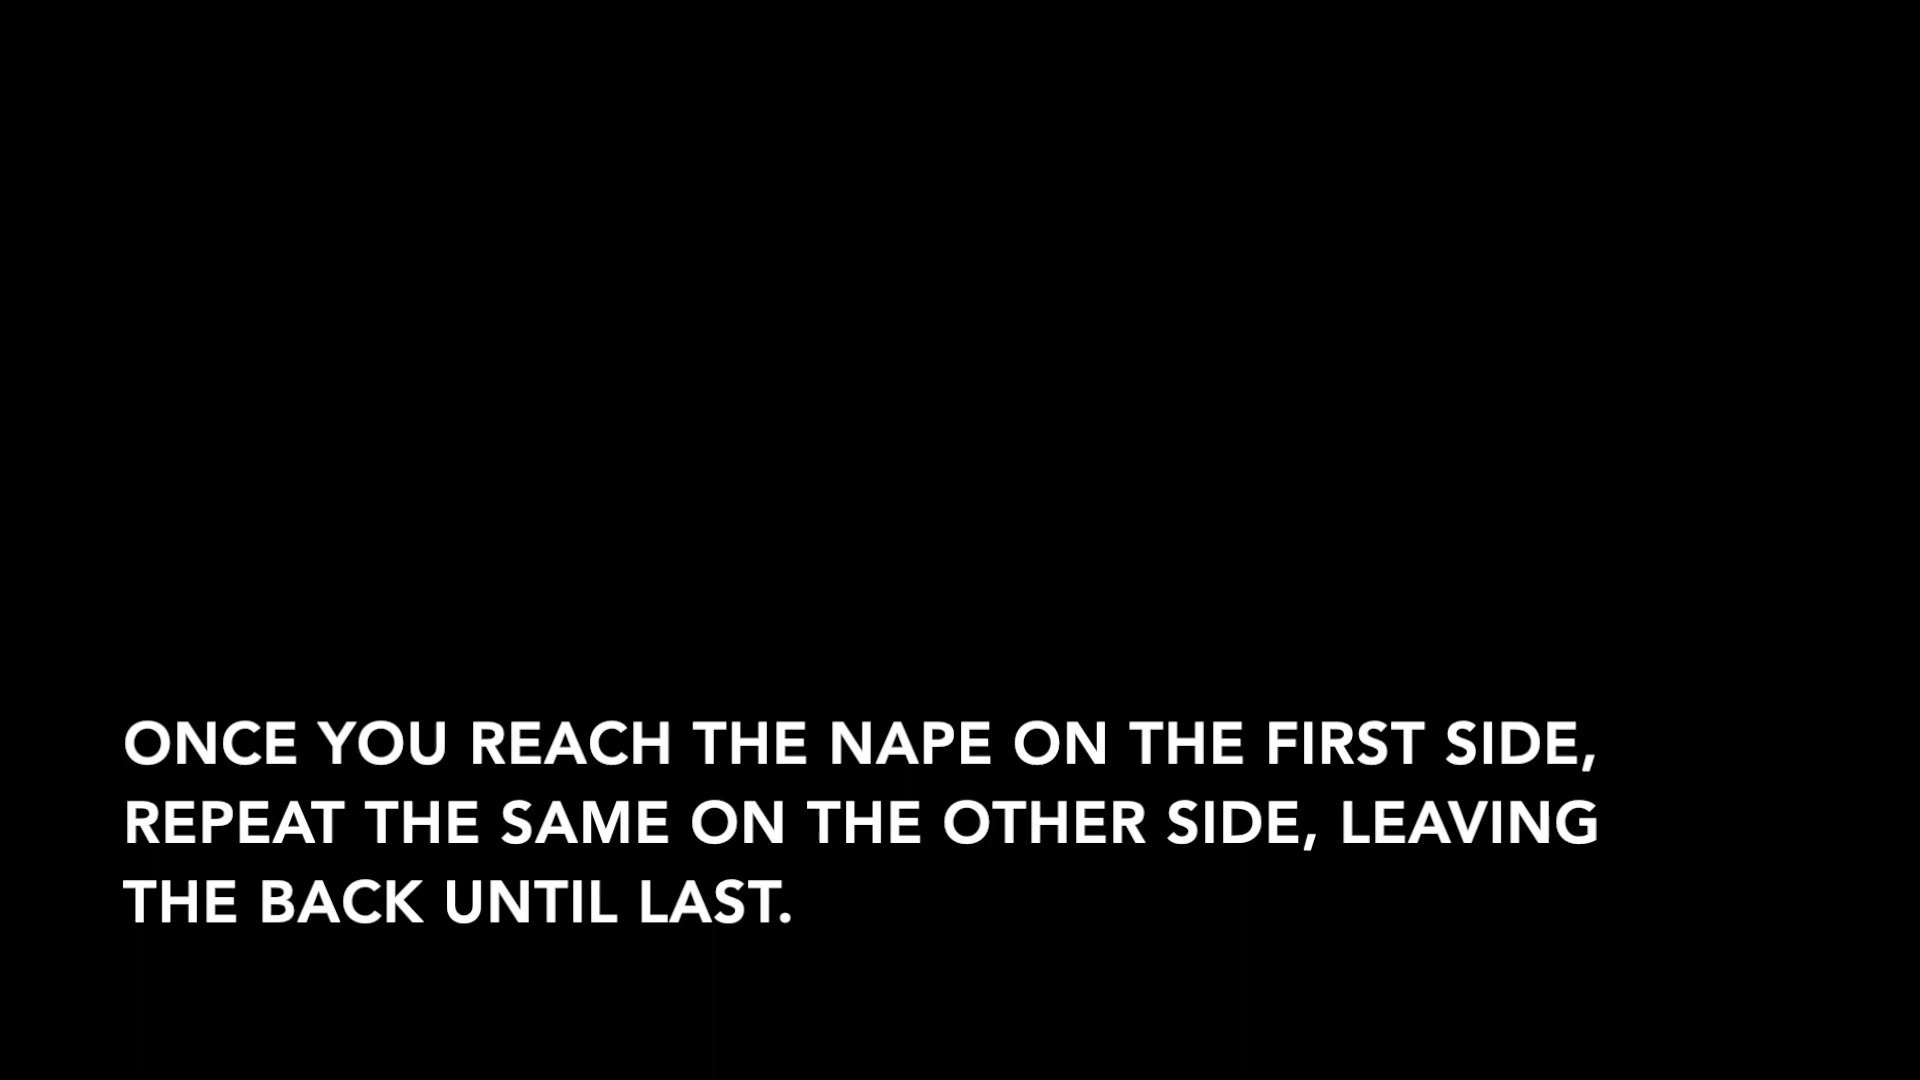 ONCE YOU REACH THE NAPE ON THE FIRST SIDE,
REPEAT THE SAME ON THE OTHER SIDE, LEAVING
THE BACK UNTIL LAST.